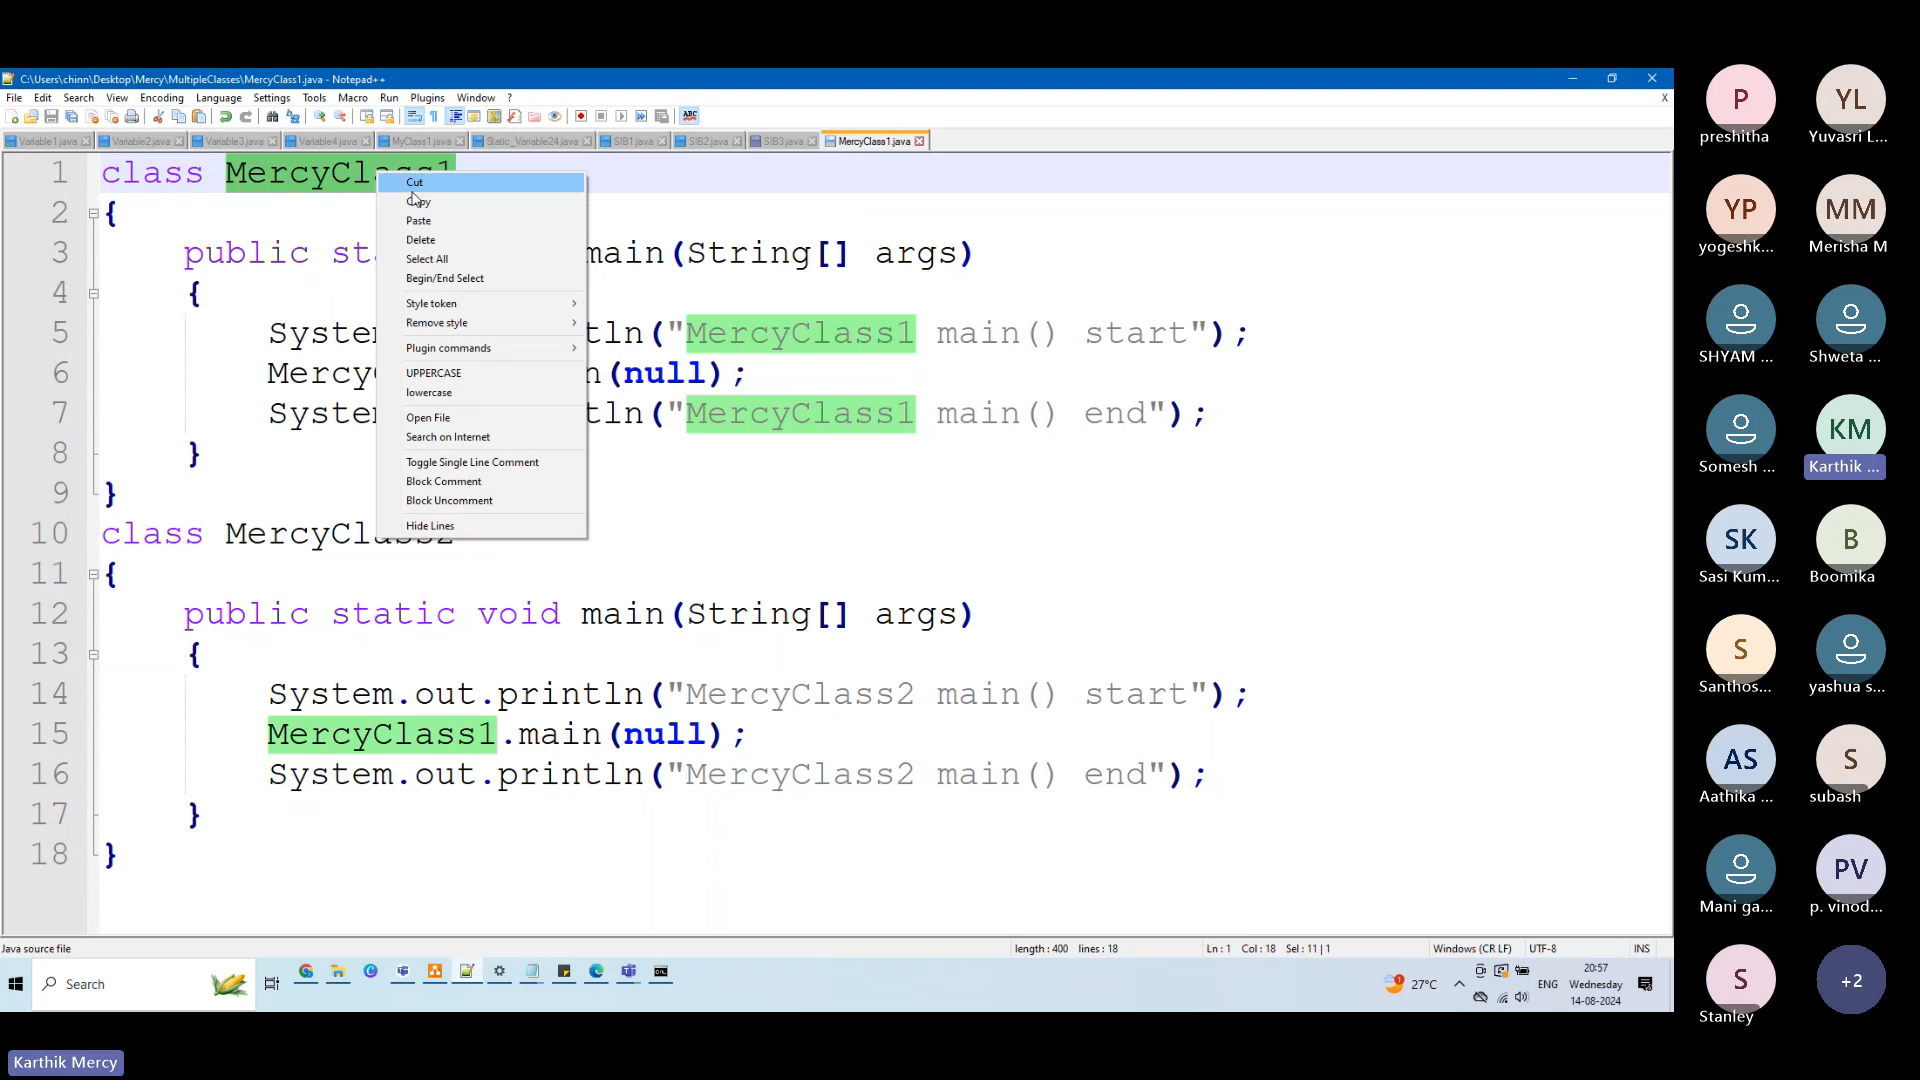 C:\Users\chinn\Desktop\Mercy\MultipleClasses\MercyClass1.java - Notepad++
File Edit Search View Encoding Language Settings Tools Macro Run Plugins Window ? X
Variable1.java Variable2.java Variable3.java Variable4.java MyClass1.java Static_Variable24.java SIB1.java SIB2.java SIB3.java MercyClass1.java
1 class MercyClass1
2 {
3 public st main(String[] args)
4 {
5 Syste tln("MercyClass1 main() start");
6 Mercy n(null);
7 Syste tln("MercyClass1 main() end");
8 }
9 }
10 class MercyClass2
11 {
12 public static void main(String[] args)
13 {
14 System.out.println("MercyClass2 main() start");
15 MercyClass1.main(null);
16 System.out.println("MercyClass2 main() end");
17 }
18 }
Cut
Copy
Paste
Delete
Select All
Begin/End Select
Style token
Remove style
Plugin commands
UPPERCASE
lowercase
Open File
Search on Internet
Toggle Single Line Comment
Block Comment
Block Uncomment
Hide Lines
Java source file length : 400 lines : 18 Ln : 1 Col : 18 Sel : 11 | 1 Windows (CR LF) UTF-8 INS
Search 27°C ENG
20:57
Wednesday
14-08-2024
P YL
preshitha Yuvasri L...
YP MM
yogeshk... Merisha M
SHYAM ... Shweta ...
KM
Somesh ... Karthik ...
SK B
Sasi Kum... Boomika
S
Santhos... yashua s...
AS S
Aathika ... subash
PV
Mani ga... p. vinod...
S +2
Stanley
Karthik Mercy